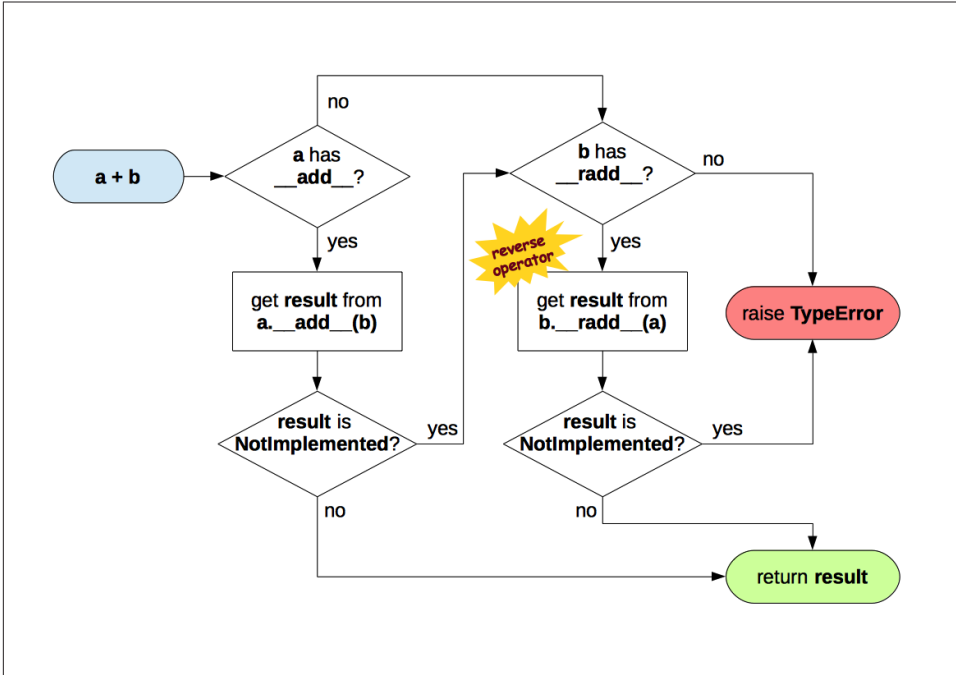 a + b
a has
__add__?
no
yes
get result from
a.__add__(b)
result is
NotImplemented?
yes
no
b has
__radd__?
no
yes
reverse
operator
get result from
b.__radd__(a)
result is
NotImplemented?
yes
no
raise TypeError
return result